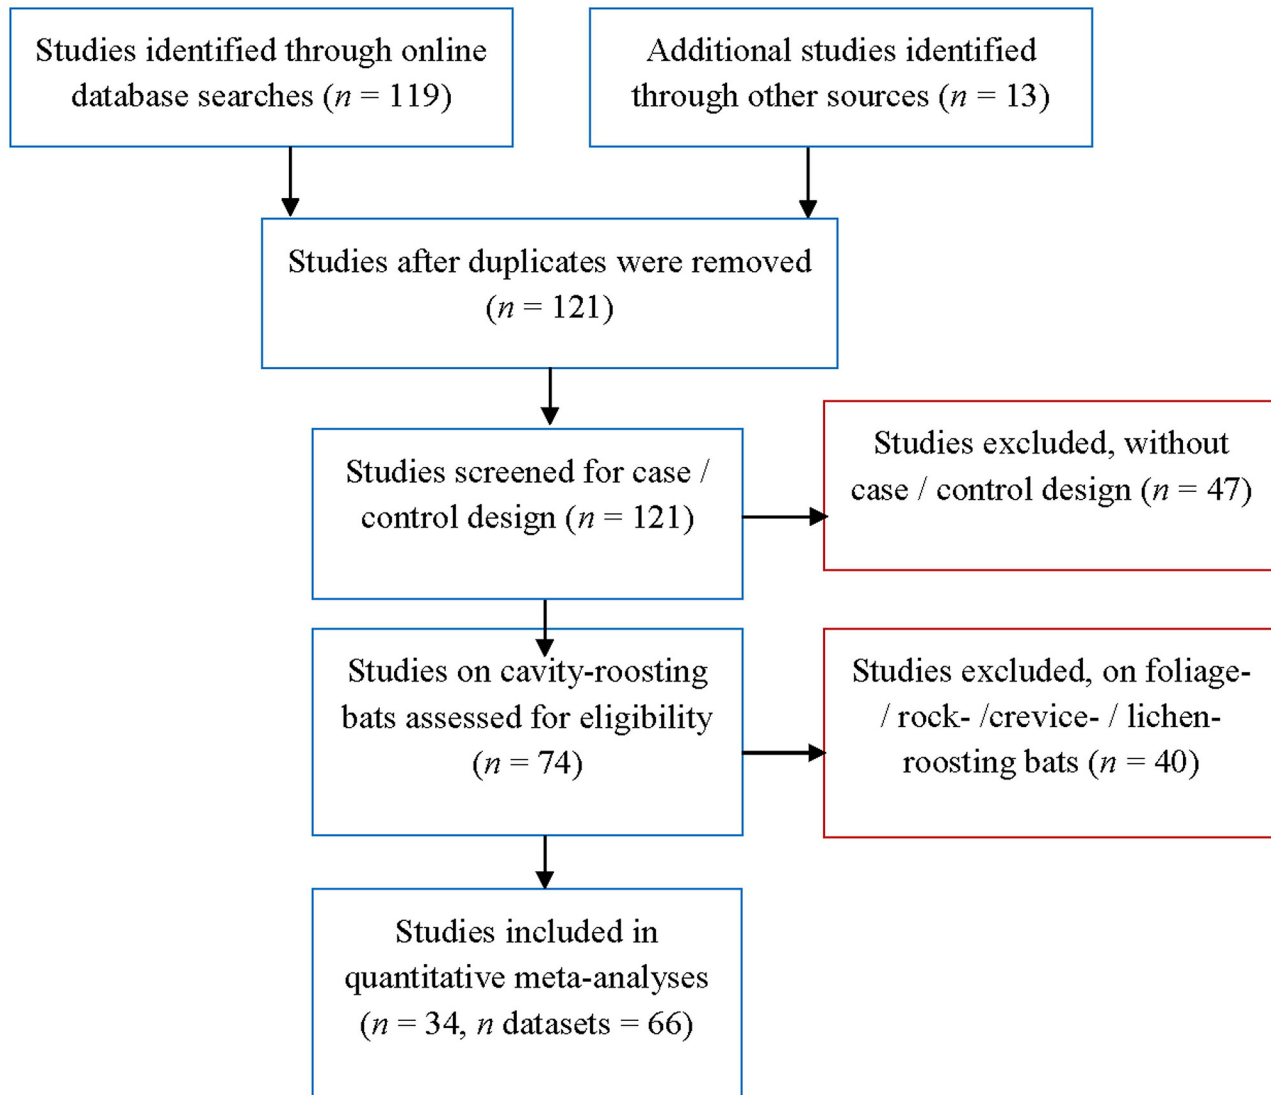 Studies identified through online
database searches (n = 119)
Additional studies identified
through other sources (n = 13)
Studies after duplicates were removed
(n = 121)
Studies screened for case /
control design (n = 121)
Studies excluded, without
case / control design (n = 47)
Studies on cavity-roosting
bats assessed for eligibility
(n = 74)
Studies excluded, on foliage-
/ rock- /crevice- / lichen-
roosting bats (n = 40)
Studies included in
quantitative meta-analyses
(n = 34, n datasets = 66)